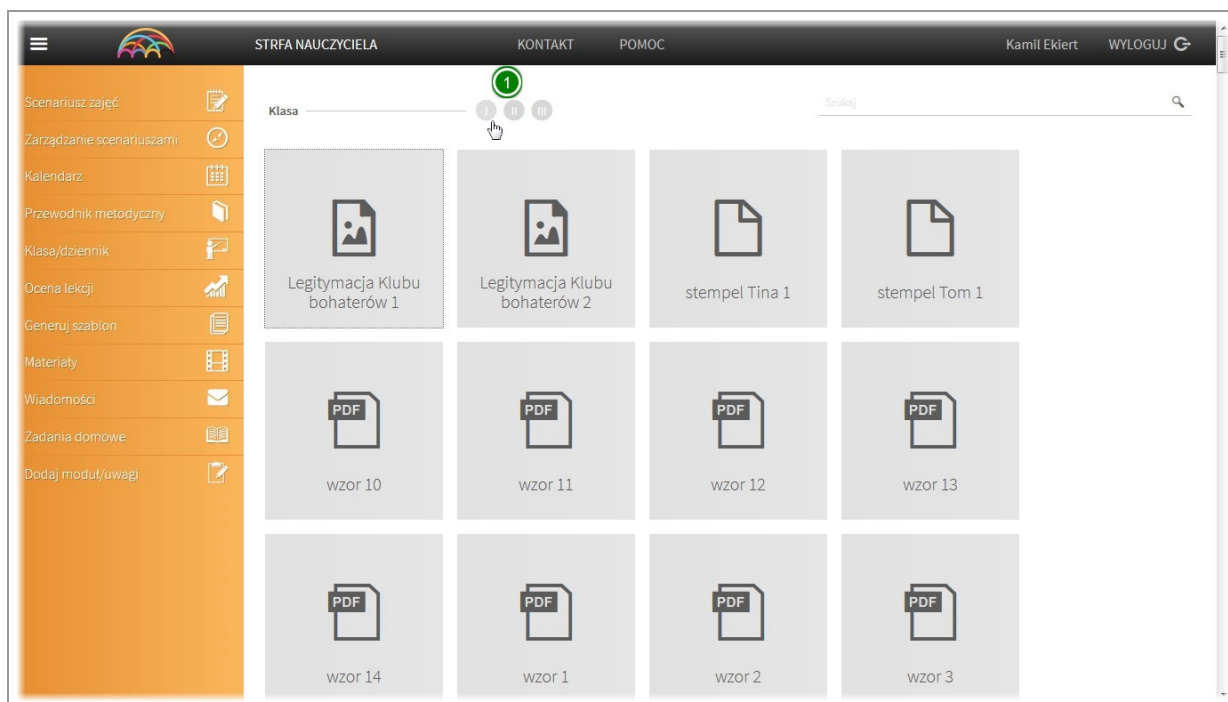 STRFA NAUCZYCIELA KONTAKT POMOC Kamil Ekiert WYLOGUJ
Scenariusz zajęć
Zarządzanie scenariuszami
Kalendarz
Przewodnik metodyczny
Klasa/dziennik
Ocena lekcji
Generuj szablon
Materiały
Wiadomości
Zadania domowe
Dodaj moduł/uwagi
1
Klasa I II III Szukaj
Legitymacja Klubu
bohaterów 1
Legitymacja Klubu
bohaterów 2
stempel Tina 1
stempel Tom 1
PDF
wzor 10
PDF
wzor 11
PDF
wzor 12
PDF
wzor 13
PDF
wzor 14
PDF
wzor 1
PDF
wzor 2
PDF
wzor 3